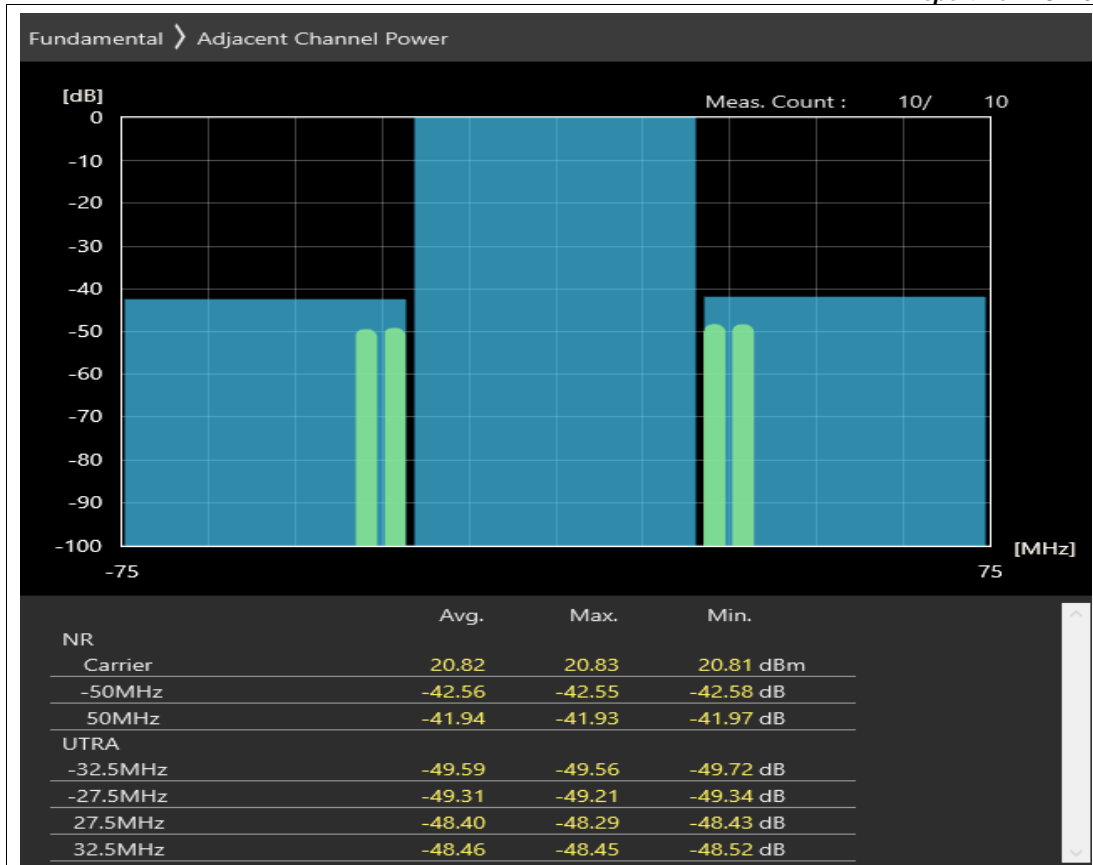 Fundamental 〉 Adjacent Channel Power
[dB]
Meas. Count : 10/ 10
0
-10
-20
-30
-40
-50
-60
-70
-80
-90
-100
[MHz]
-75 75
Avg. Max. Min.
NR
Carrier 20.82 20.83 20.81 dBm
-50MHz -42.56 -42.55 -42.58 dB
50MHz -41.94 -41.93 -41.97 dB
UTRA
-32.5MHz -49.59 -49.56 -49.72 dB
-27.5MHz -49.31 -49.21 -49.34 dB
27.5MHz -48.40 -48.29 -48.43 dB
32.5MHz -48.46 -48.45 -48.52 dB